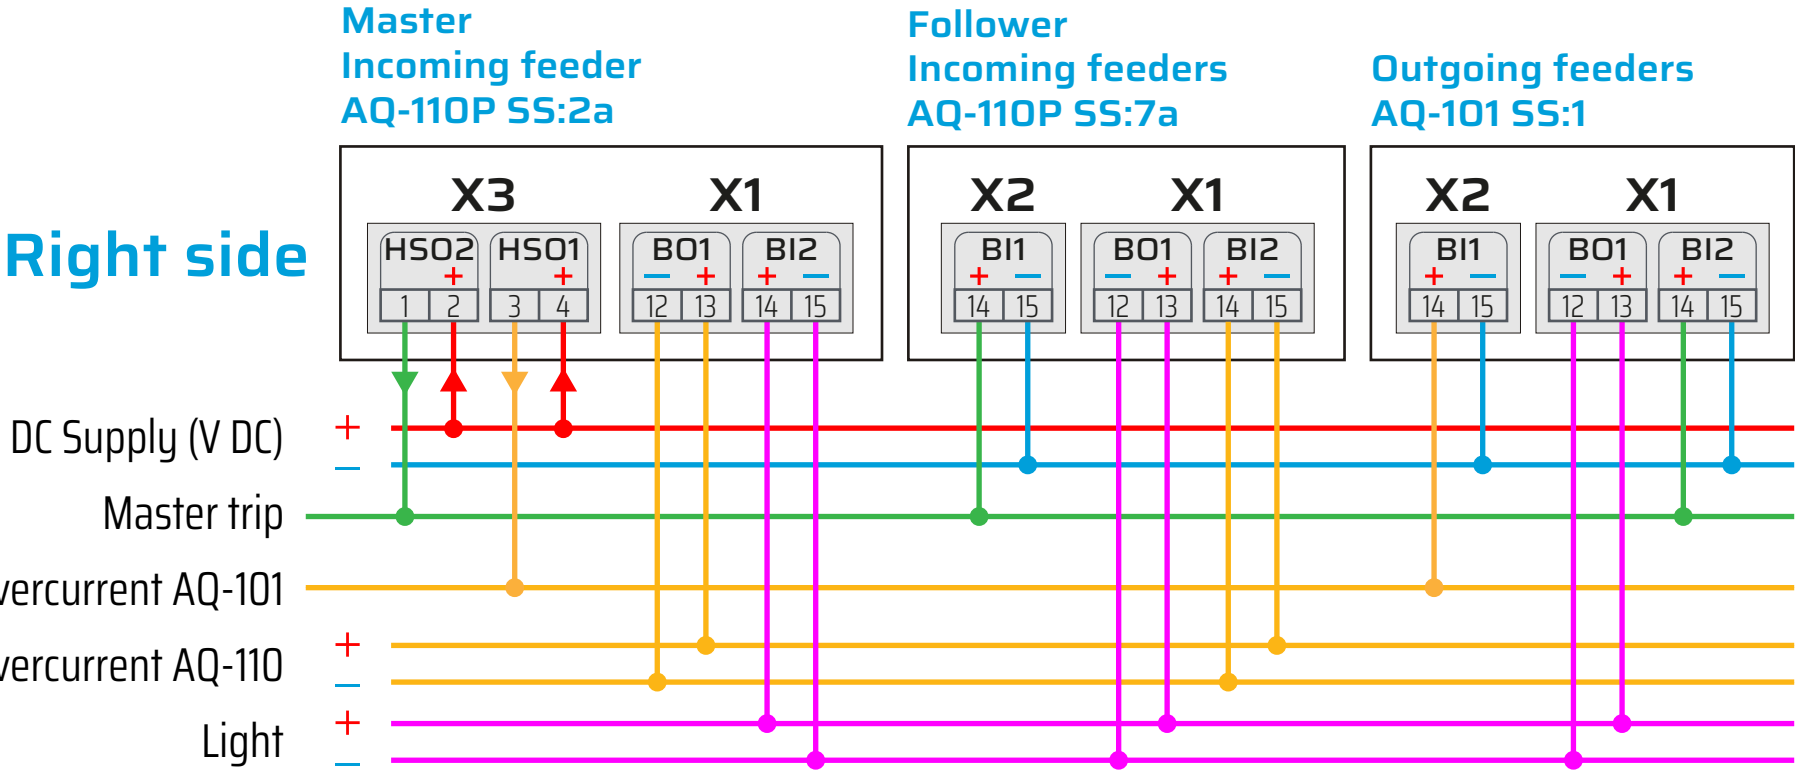 Master
Incoming feeder
AQ-110P SS:2a
Follower
Incoming feeders
AQ-110P SS:7a
Outgoing feeders
AQ-101 SS:1
Right side
X3 X1 X2 X1 X2 X1
HSO2 HSO1 BO1 BI2 BI1 BO1 BI2 BI1 BO1 BI2
+ + − + + − + − − + + − + − − + + −
1 2 3 4 12 13 14 15 14 15 12 13 14 15 14 15 12 13 14 15
DC Supply (V DC) + −
Master trip
vercurrent AQ-101
vercurrent AQ-110 + −
Light + −